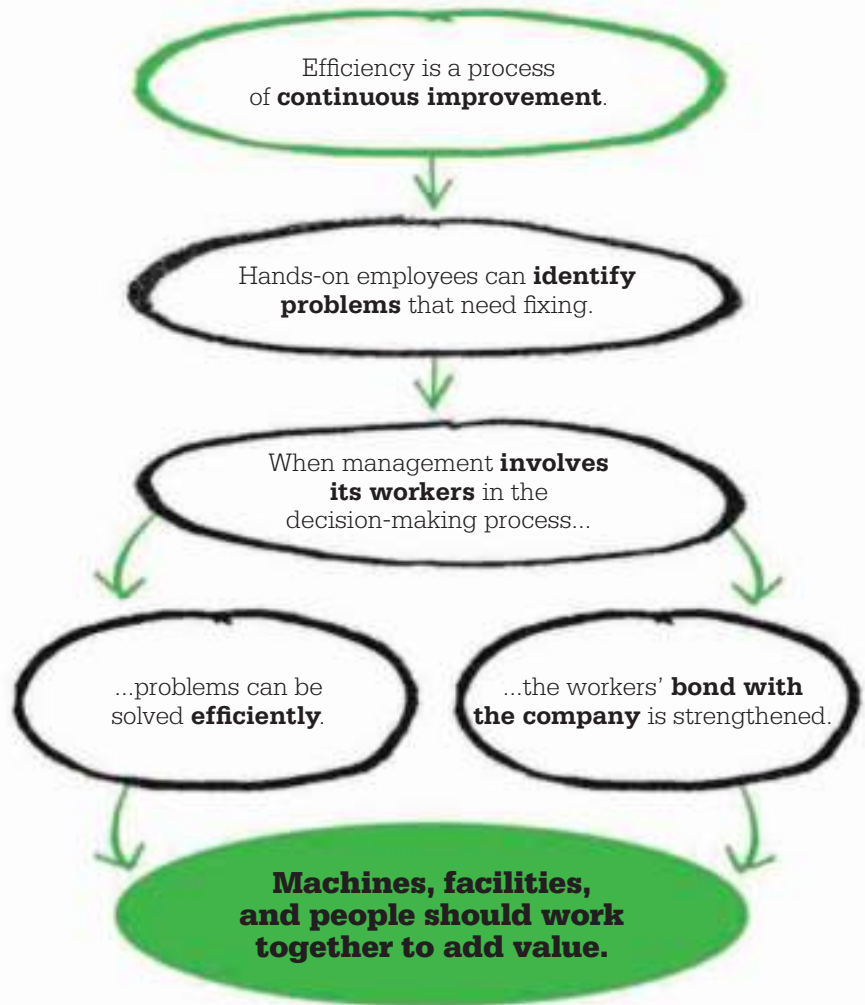 Efficiency is a process
of continuous improvement.
Hands-on employees can identify
problems that need fixing.
When management involves
its workers in the
decision-making process...
...problems can be
solved efficiently.
...the workers’ bond with
the company is strengthened.
Machines, facilities,
and people should work
together to add value.